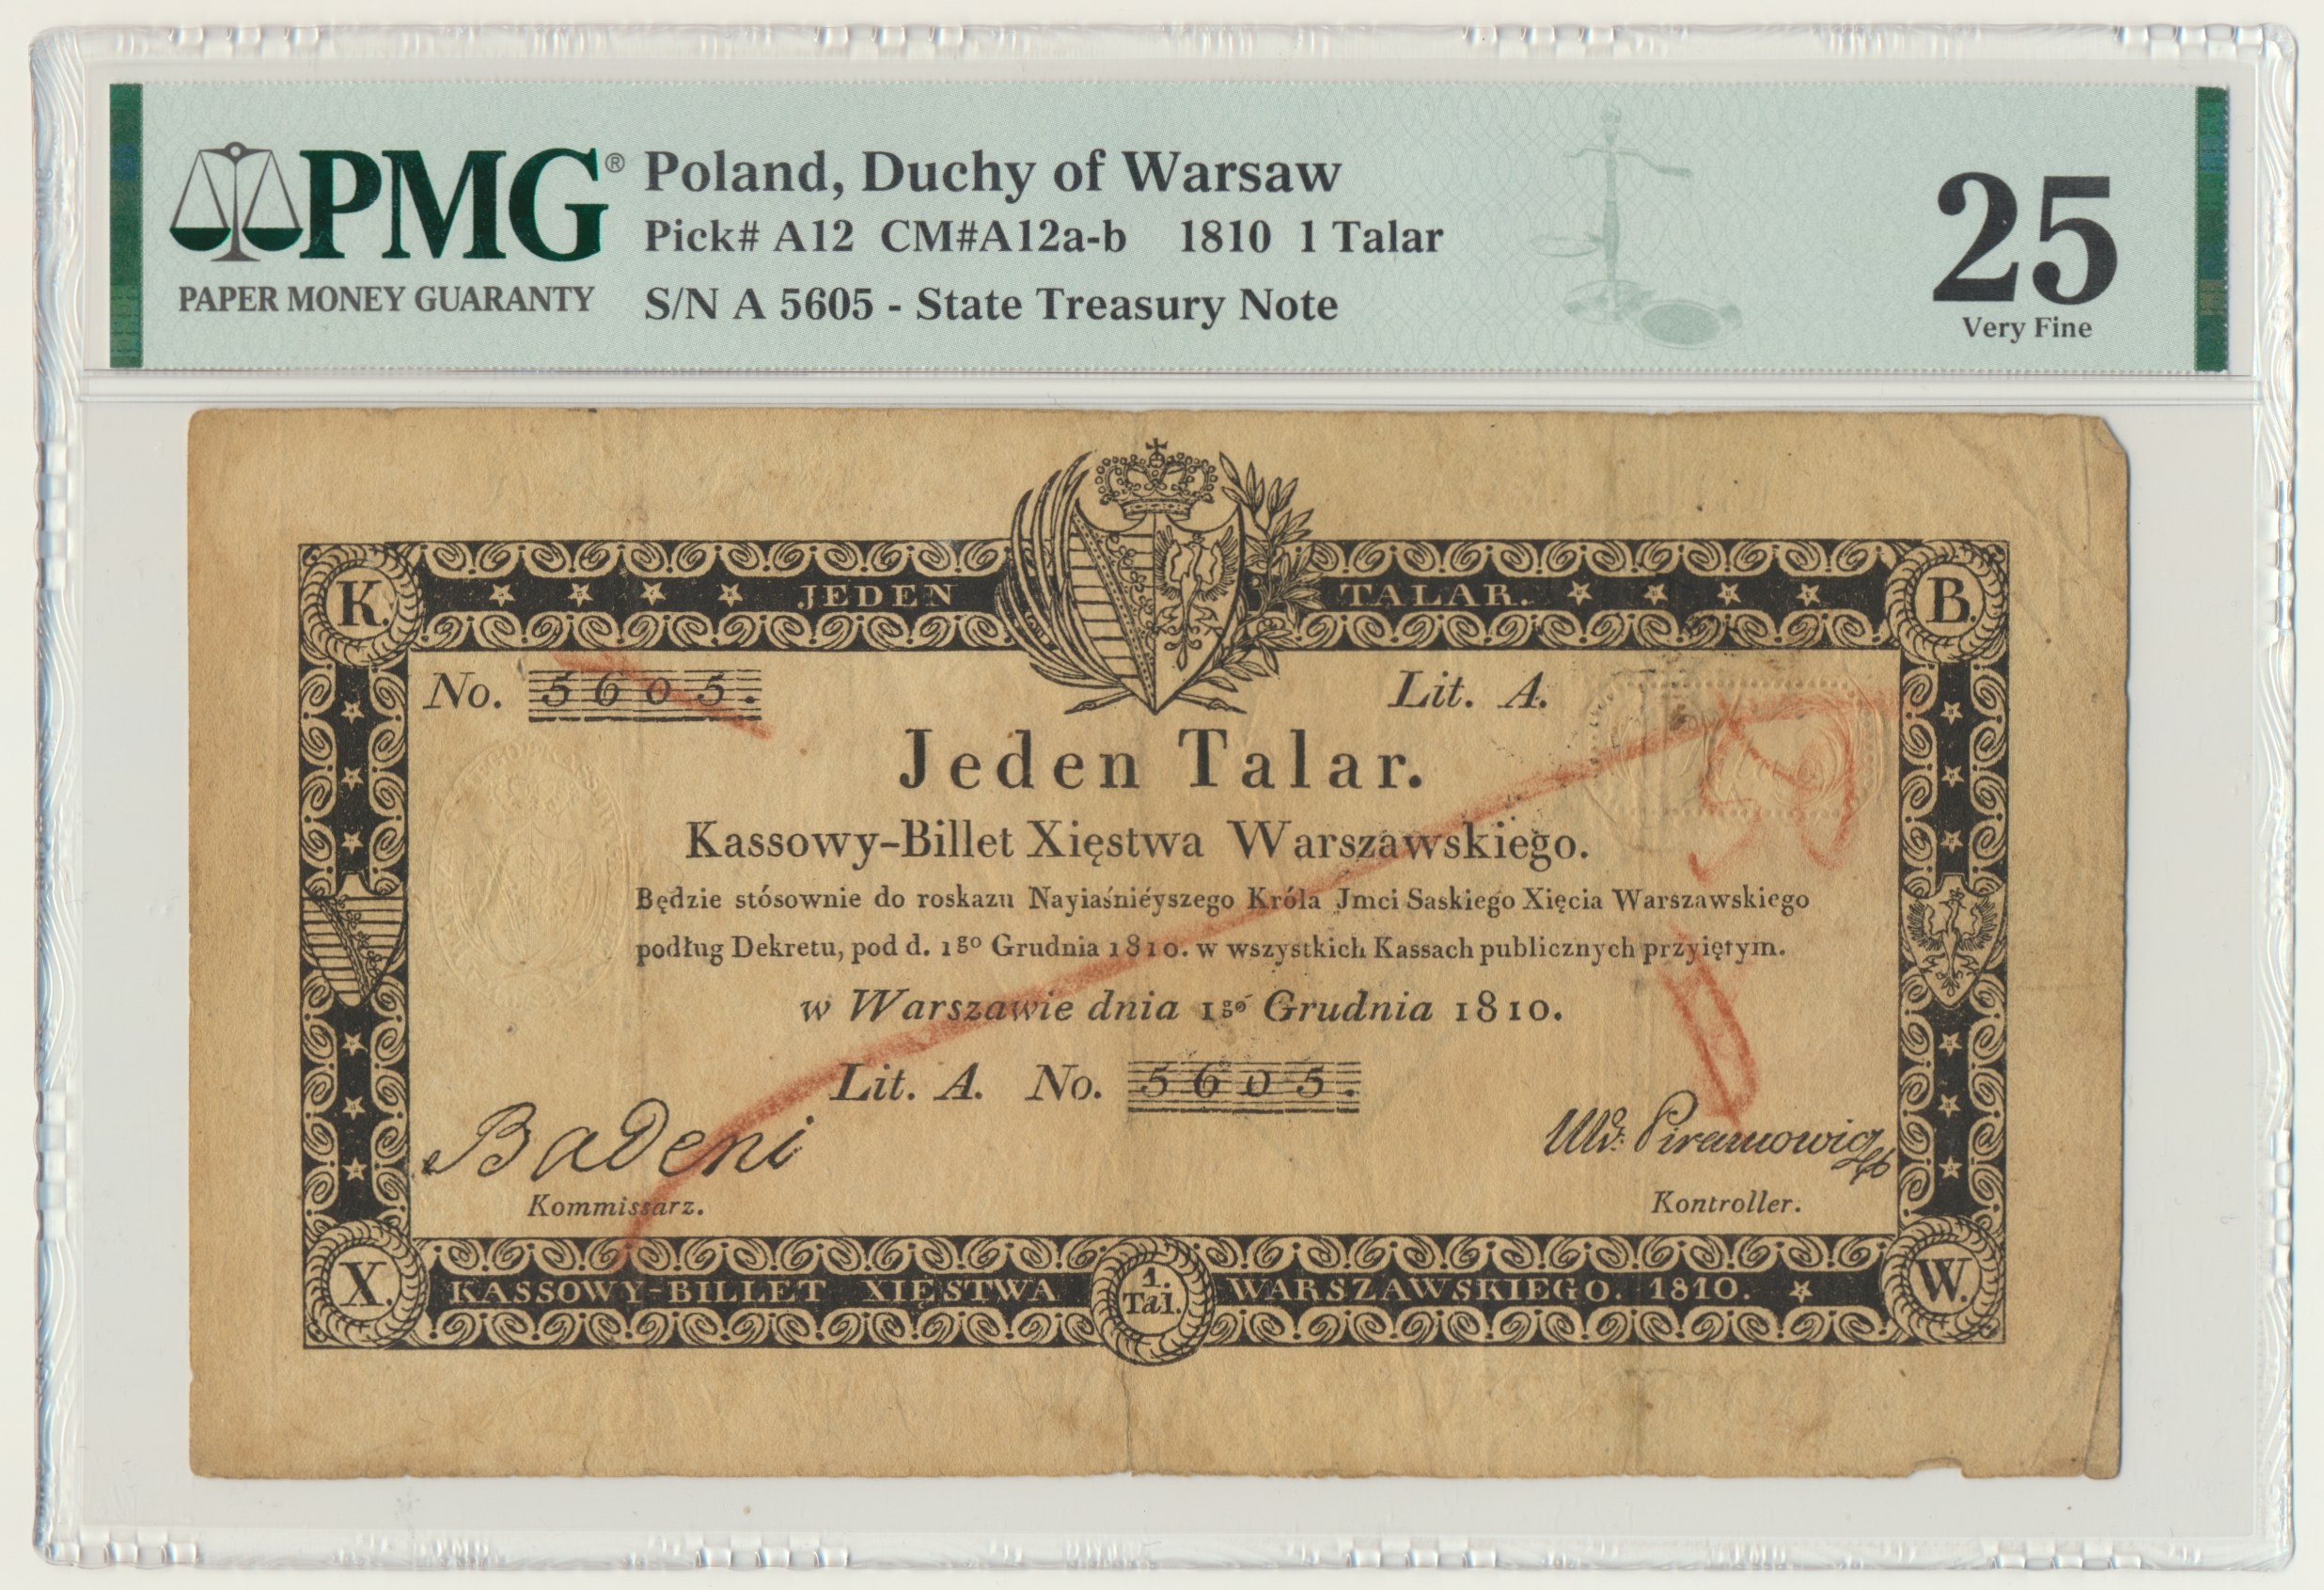 PMG® Poland, Duchy of Warsaw
Pick# A12 CM#A12a-b 1810 1 Talar
PAPER MONEY GUARANTY
S/N A 5605 - State Treasury Note
25
Very Fine
K. JEDEN TALAR. B.
No. 5605. Lit. A.
Jeden Talar.
Kassowy-Billet Xięstwa Warszawskiego.
Będzie stósownie do roskazu Nayiaśniéyszego Króla Jmci Saskiego Xięcia Warszawskiego
podług Dekretu, pod d. 1go Grudnia 1810. w wszystkich Kassach publicznych przyiętym.
w Warszawie dnia 1go Grudnia 1810.
Lit. A. No. 5605.
Badeni
Kommissarz. Kontroller.
X. KASSOWY-BILLET XIĘSTWA 1. Tal. WARSZAWSKIEGO. 1810. W.